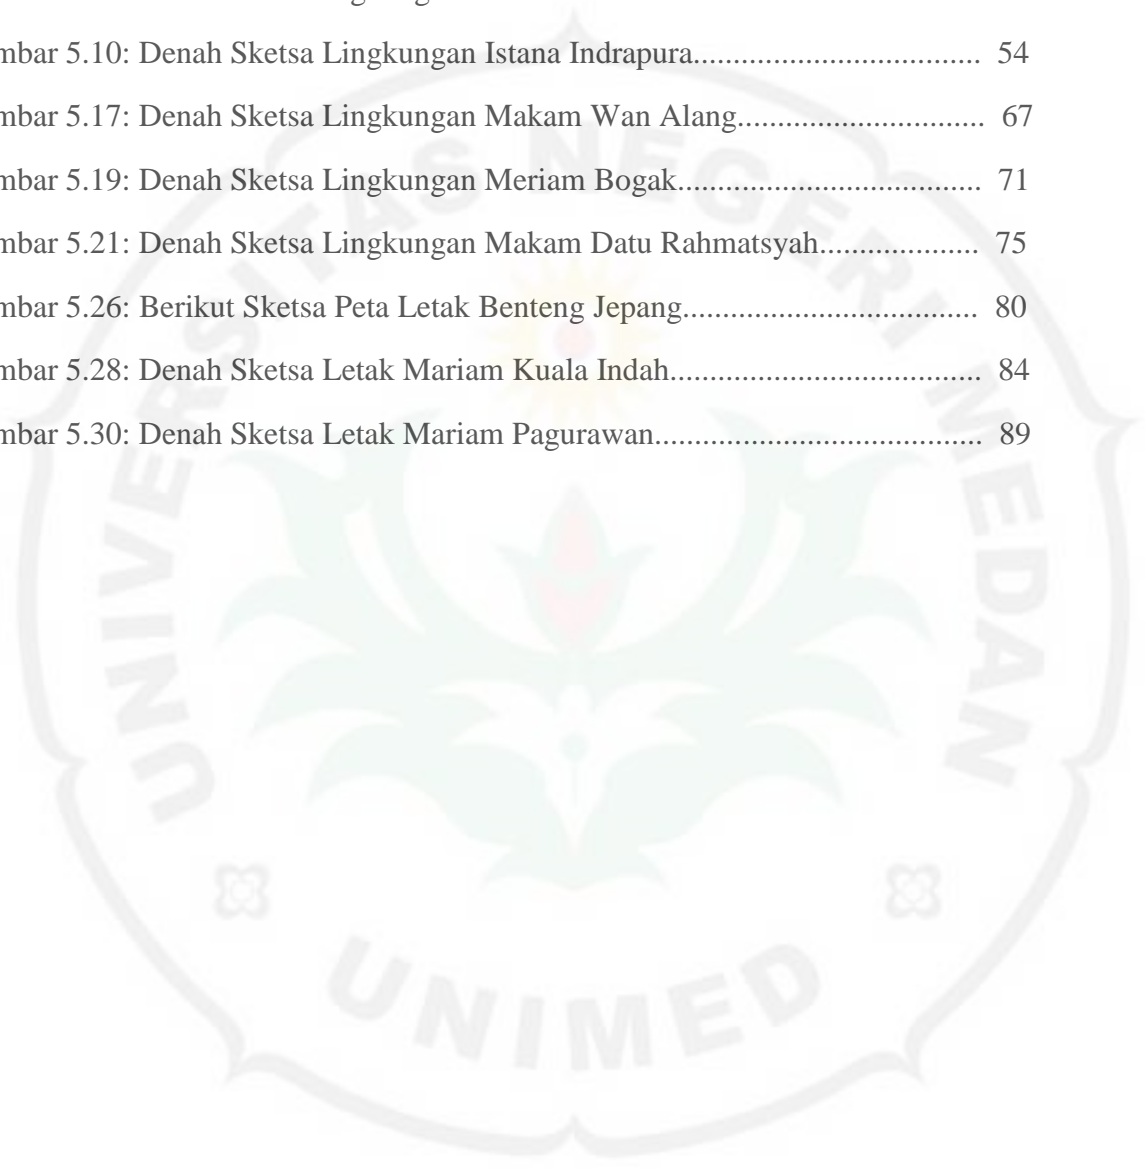 mbar 5.10: Denah Sketsa Lingkungan Istana Indrapura.................................... 54
mbar 5.17: Denah Sketsa Lingkungan Makam Wan Alang............................... 67
mbar 5.19: Denah Sketsa Lingkungan Meriam Bogak...................................... 71
mbar 5.21: Denah Sketsa Lingkungan Makam Datu Rahmatsyah.................... 75
mbar 5.26: Berikut Sketsa Peta Letak Benteng Jepang..................................... 80
mbar 5.28: Denah Sketsa Letak Mariam Kuala Indah....................................... 84
mbar 5.30: Denah Sketsa Letak Mariam Pagurawan......................................... 89
UNIVERSITAS NEGERI MEDAN
UNIMED